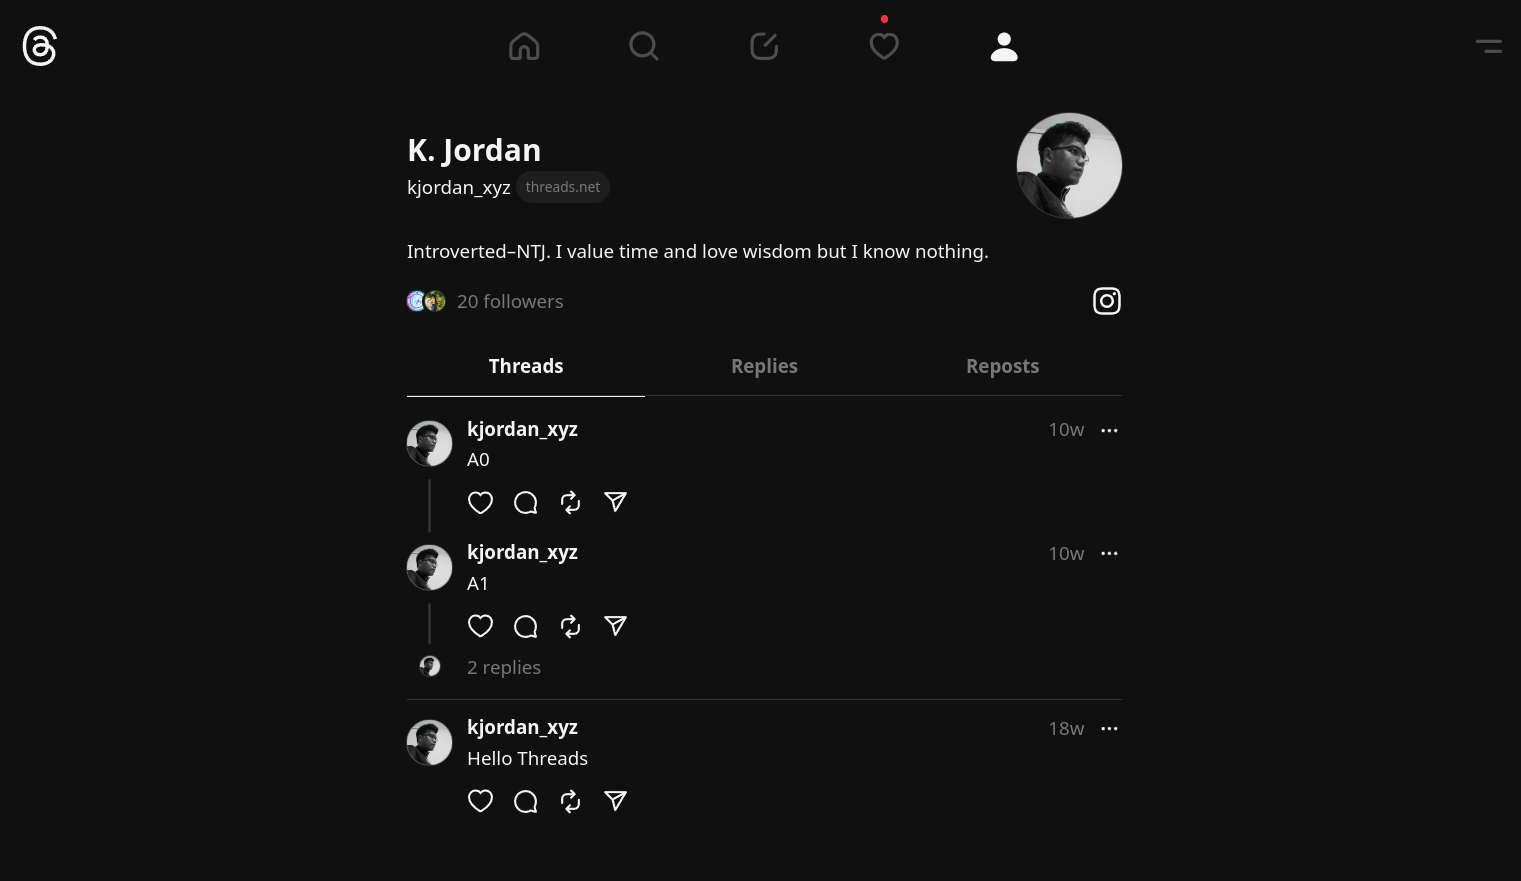 K. Jordan
kjordan_xyz threads.net
Introverted–NTJ. I value time and love wisdom but I know nothing.
20 followers
Threads Replies Reposts
kjordan_xyz 10w
A0
kjordan_xyz 10w
A1
2 replies
kjordan_xyz 18w
Hello Threads